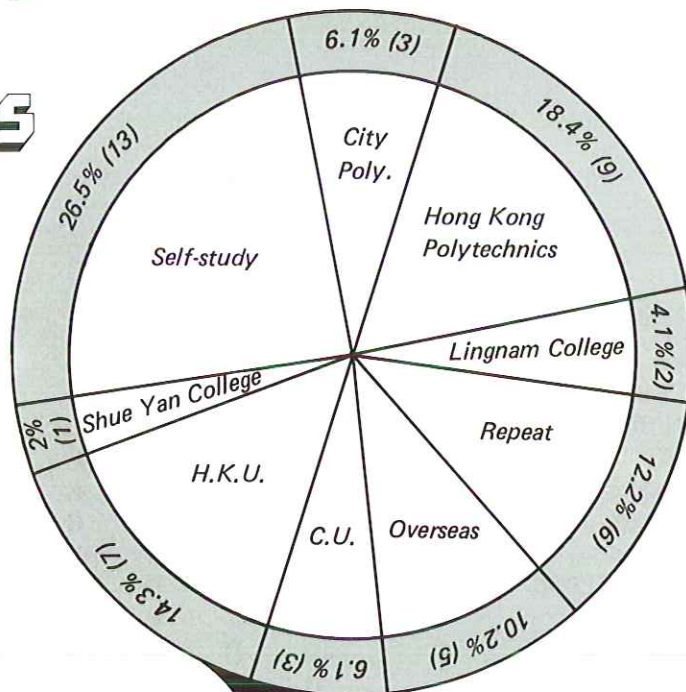 6.1% (3)
City
Poly.
18.4% (9)
Hong Kong
Polytechnics
4.1% (2)
Lingnam College
12.2% (6)
Repeat
10.2% (5)
Overseas
6.1% (3)
C.U.
14.3% (7)
H.K.U.
2%
(1)
Shue Yan College
26.5% (13)
Self-study
S